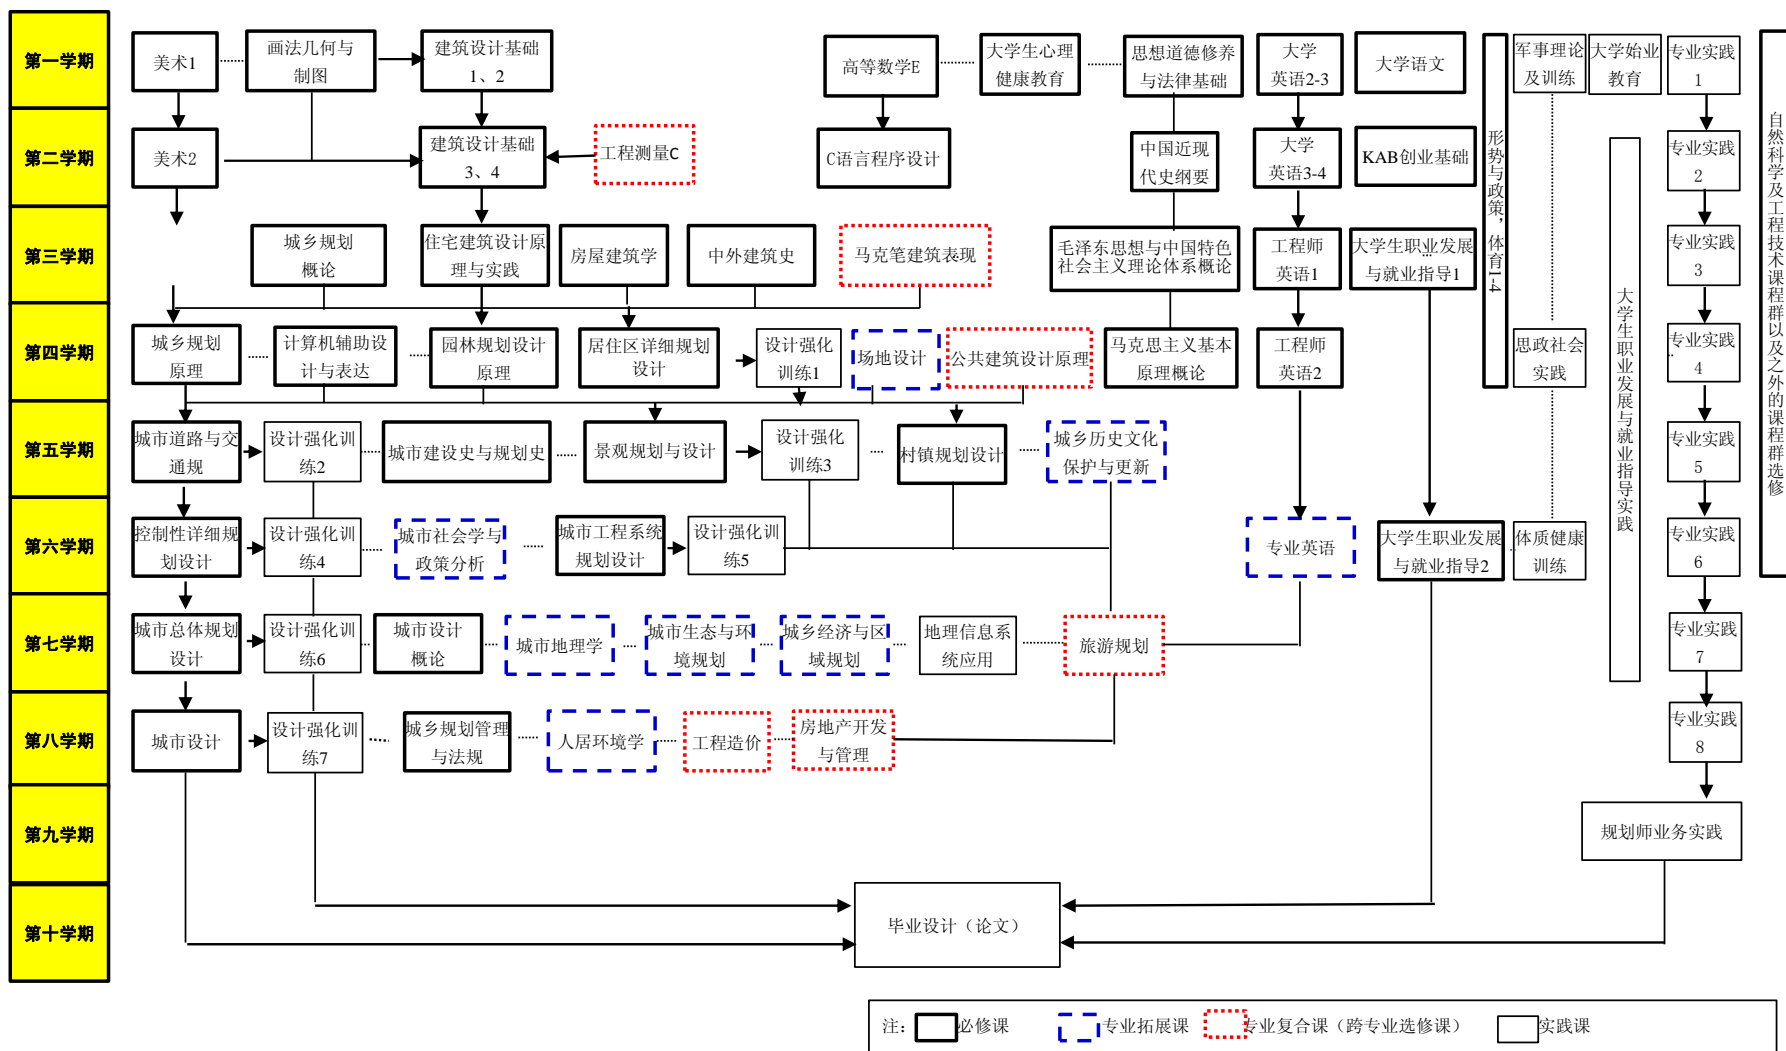 第一学期
美术1
画法几何与
制图
建筑设计基础
1、2
高等数学E
大学生心理
健康教育
思想道德修养
与法律基础
大学
英语2-3
大学语文
形势与政策，体育1-4
军事理论
及训练
大学始业
教育
专业实践
1
自然科学及工程技术课程群以及之外的课程群选修
第二学期
美术2
建筑设计基础
3、4
工程测量C
C语言程序设计
中国近现
代史纲要
大学
英语3-4
KAB创业基础
大学生职业发展与就业指导实践
专业实践
2
第三学期
城乡规划
概论
住宅建筑设计原
理与实践
房屋建筑学
中外建筑史
马克笔建筑表现
毛泽东思想与中国特色
社会主义理论体系概论
工程师
英语1
大学生职业发展
与就业指导1
专业实践
3
第四学期
城乡规划
原理
计算机辅助设
计与表达
园林规划设计
原理
居住区详细规划
设计
设计强化
训练1
场地设计
公共建筑设计原理
马克思主义基本
原理概论
工程师
英语2
思政社会
实践
专业实践
4
第五学期
城市道路与交
通规
设计强化训
练2
城市建设史与规划史
景观规划与设计
设计强化
训练3
村镇规划设计
城乡历史文化
保护与更新
专业实践
5
第六学期
控制性详细规
划设计
设计强化训
练4
城市社会学与
政策分析
城市工程系统
规划设计
设计强化训
练5
专业英语
大学生职业发展
与就业指导2
体质健康
训练
专业实践
6
第七学期
城市总体规划
设计
设计强化训
练6
城市设计
概论
城市地理学
城市生态与环
境规划
城乡经济与区
域规划
地理信息系
统应用
旅游规划
专业实践
7
第八学期
城市设计
设计强化训
练7
城乡规划管理
与法规
人居环境学
工程造价
房地产开发
与管理
专业实践
8
第九学期
规划师业务实践
第十学期
毕业设计（论文）
注：必修课 专业拓展课 专业复合课（跨专业选修课） 实践课